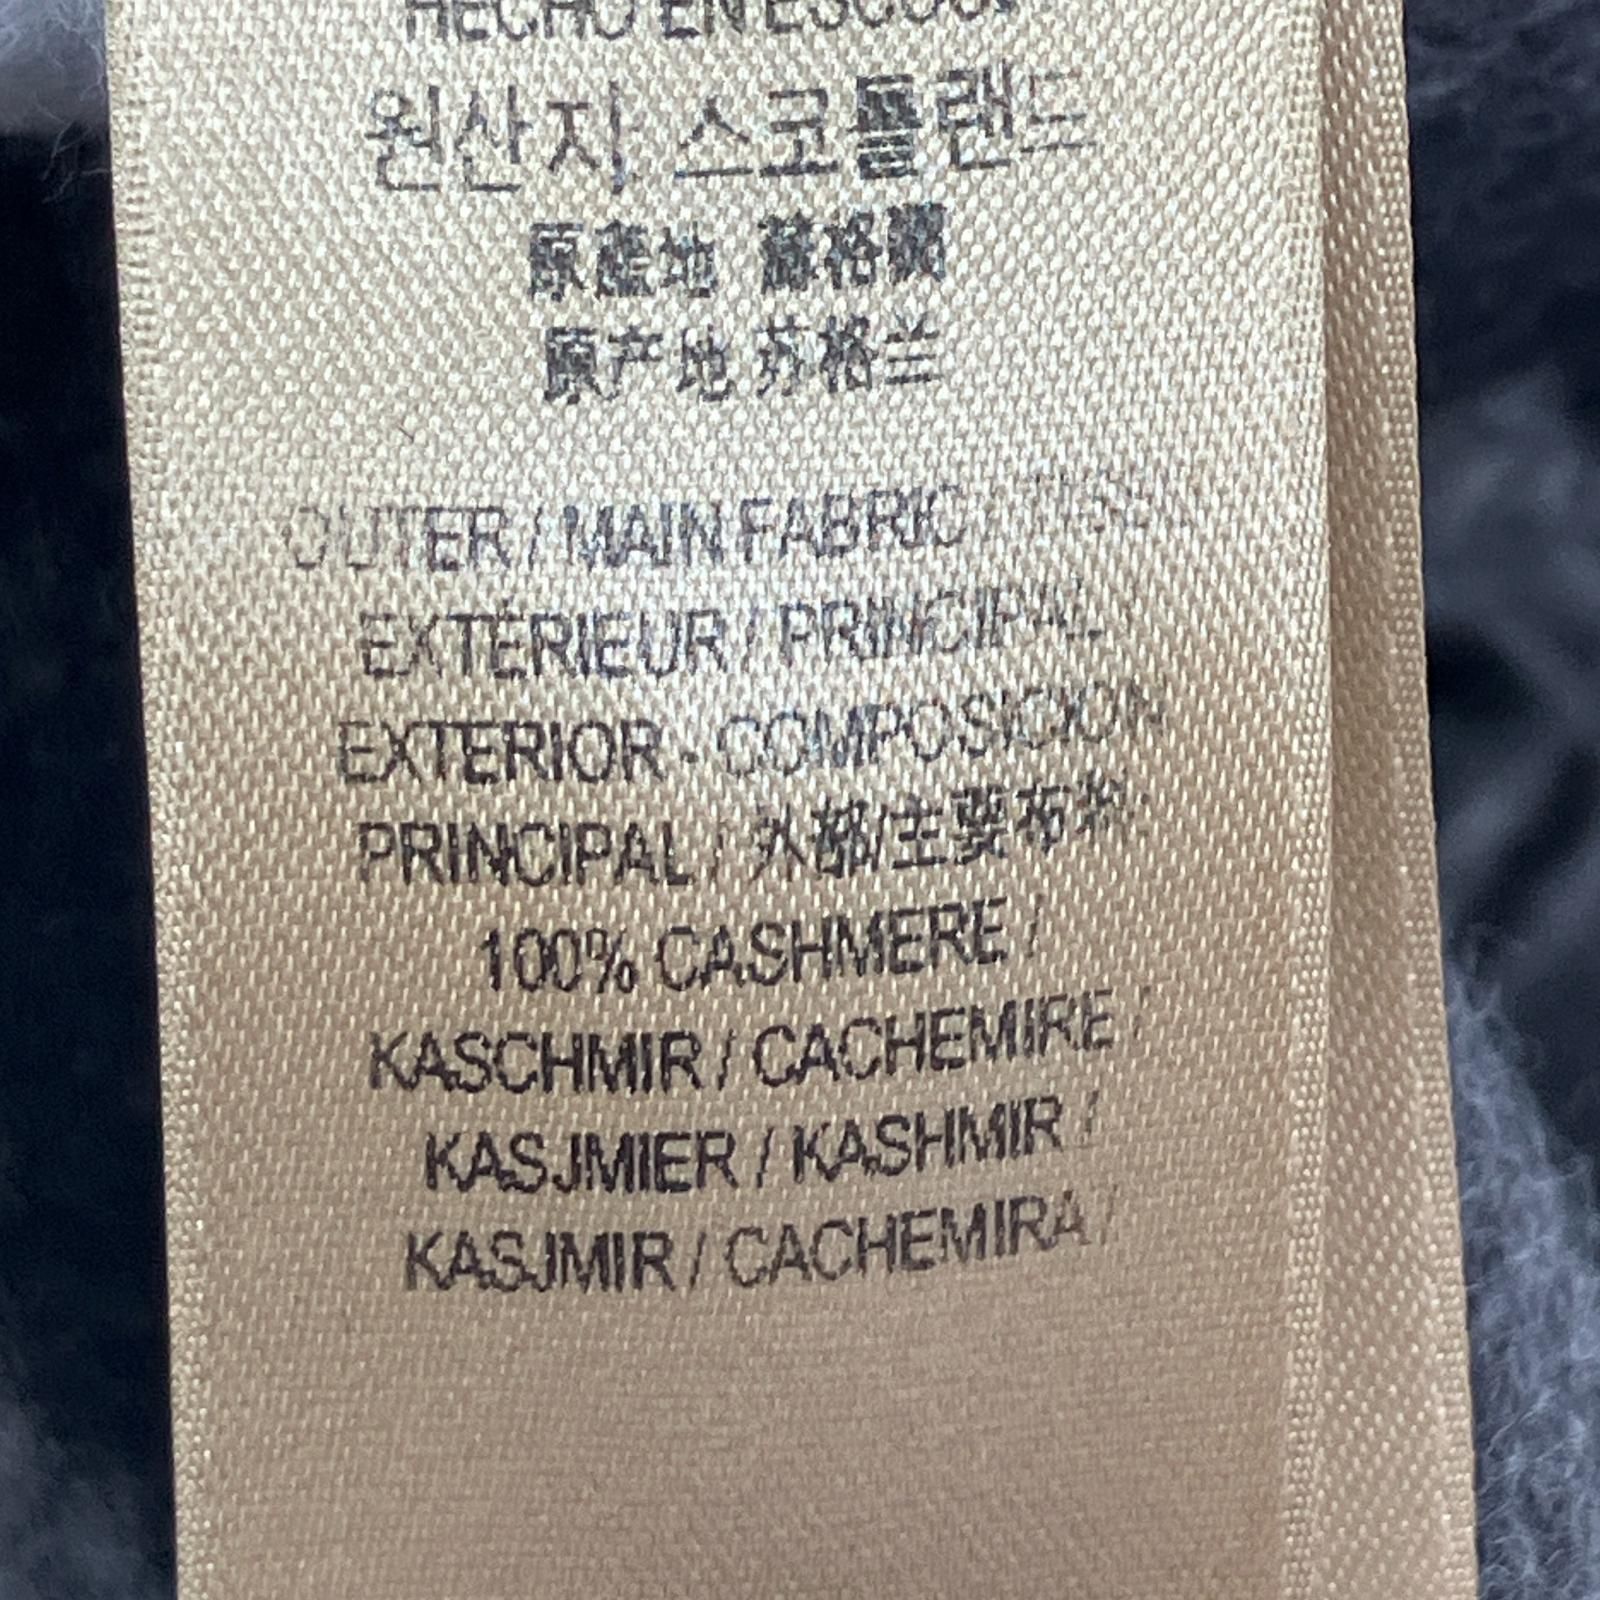 HECHO EN
원산지 스코틀랜드
原產地 蘇格蘭
原产地 苏格兰
OUTER / MAIN FABRIC /
EXTÉRIEUR / PRINCIPAL
EXTERIOR - COMPOSICION
PRINCIPAL / 外部/主要布料:
100% CASHMERE /
KASCHMIR / CACHEMIRE /
KASJMIER / KASHMIR /
KASJMIR / CACHEMIRA /